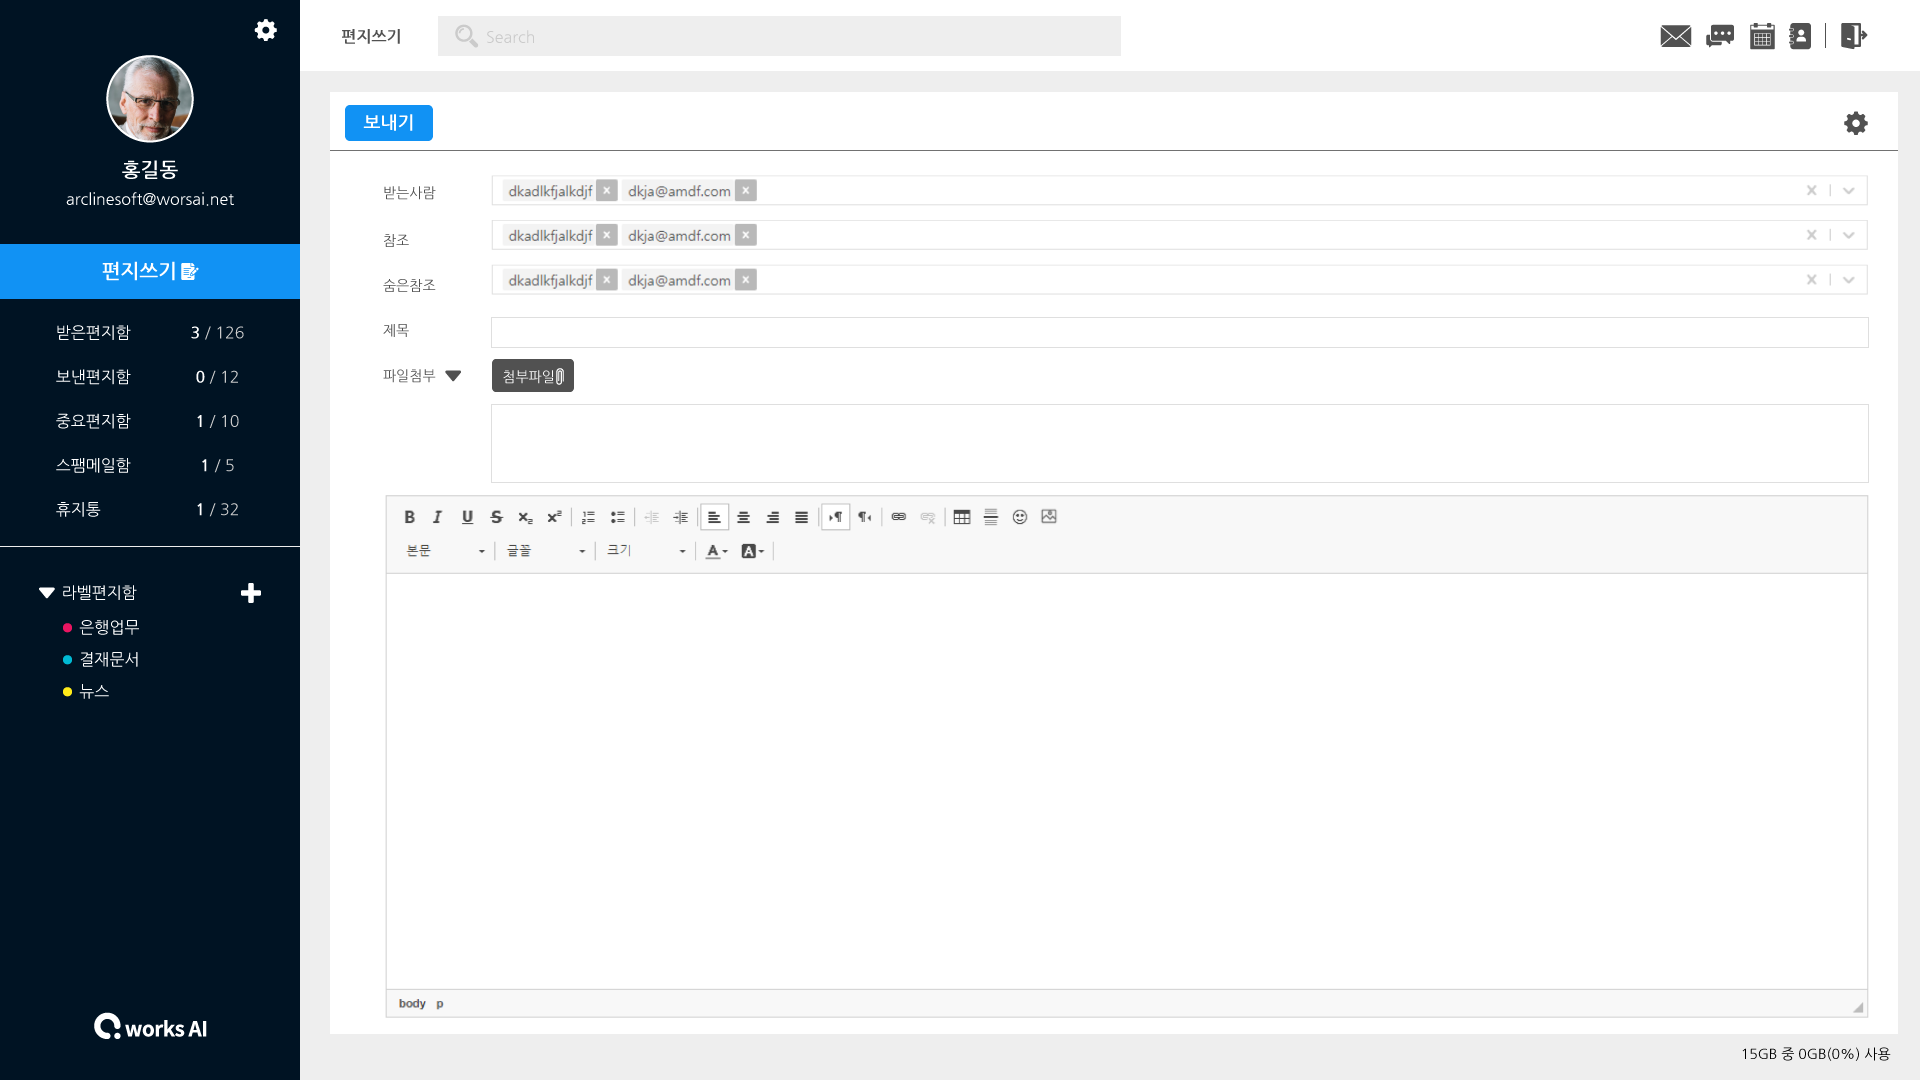 홍길동
arclinesoft@worsai.net
편지쓰기
받은편지함 3 / 126
보낸편지함 0 / 12
중요편지함 1 / 10
스팸메일함 1 / 5
휴지통 1 / 32
라벨편지함
은행업무
결재문서
뉴스
works AI
편지쓰기 Search
보내기
받는사람 dkadlkfjalkdjf dkja@amdf.com
참조 dkadlkfjalkdjf dkja@amdf.com
숨은참조 dkadlkfjalkdjf dkja@amdf.com
제목
파일첨부 첨부파일
본문 글꼴 크기
body p
15GB 중 0GB(0%) 사용